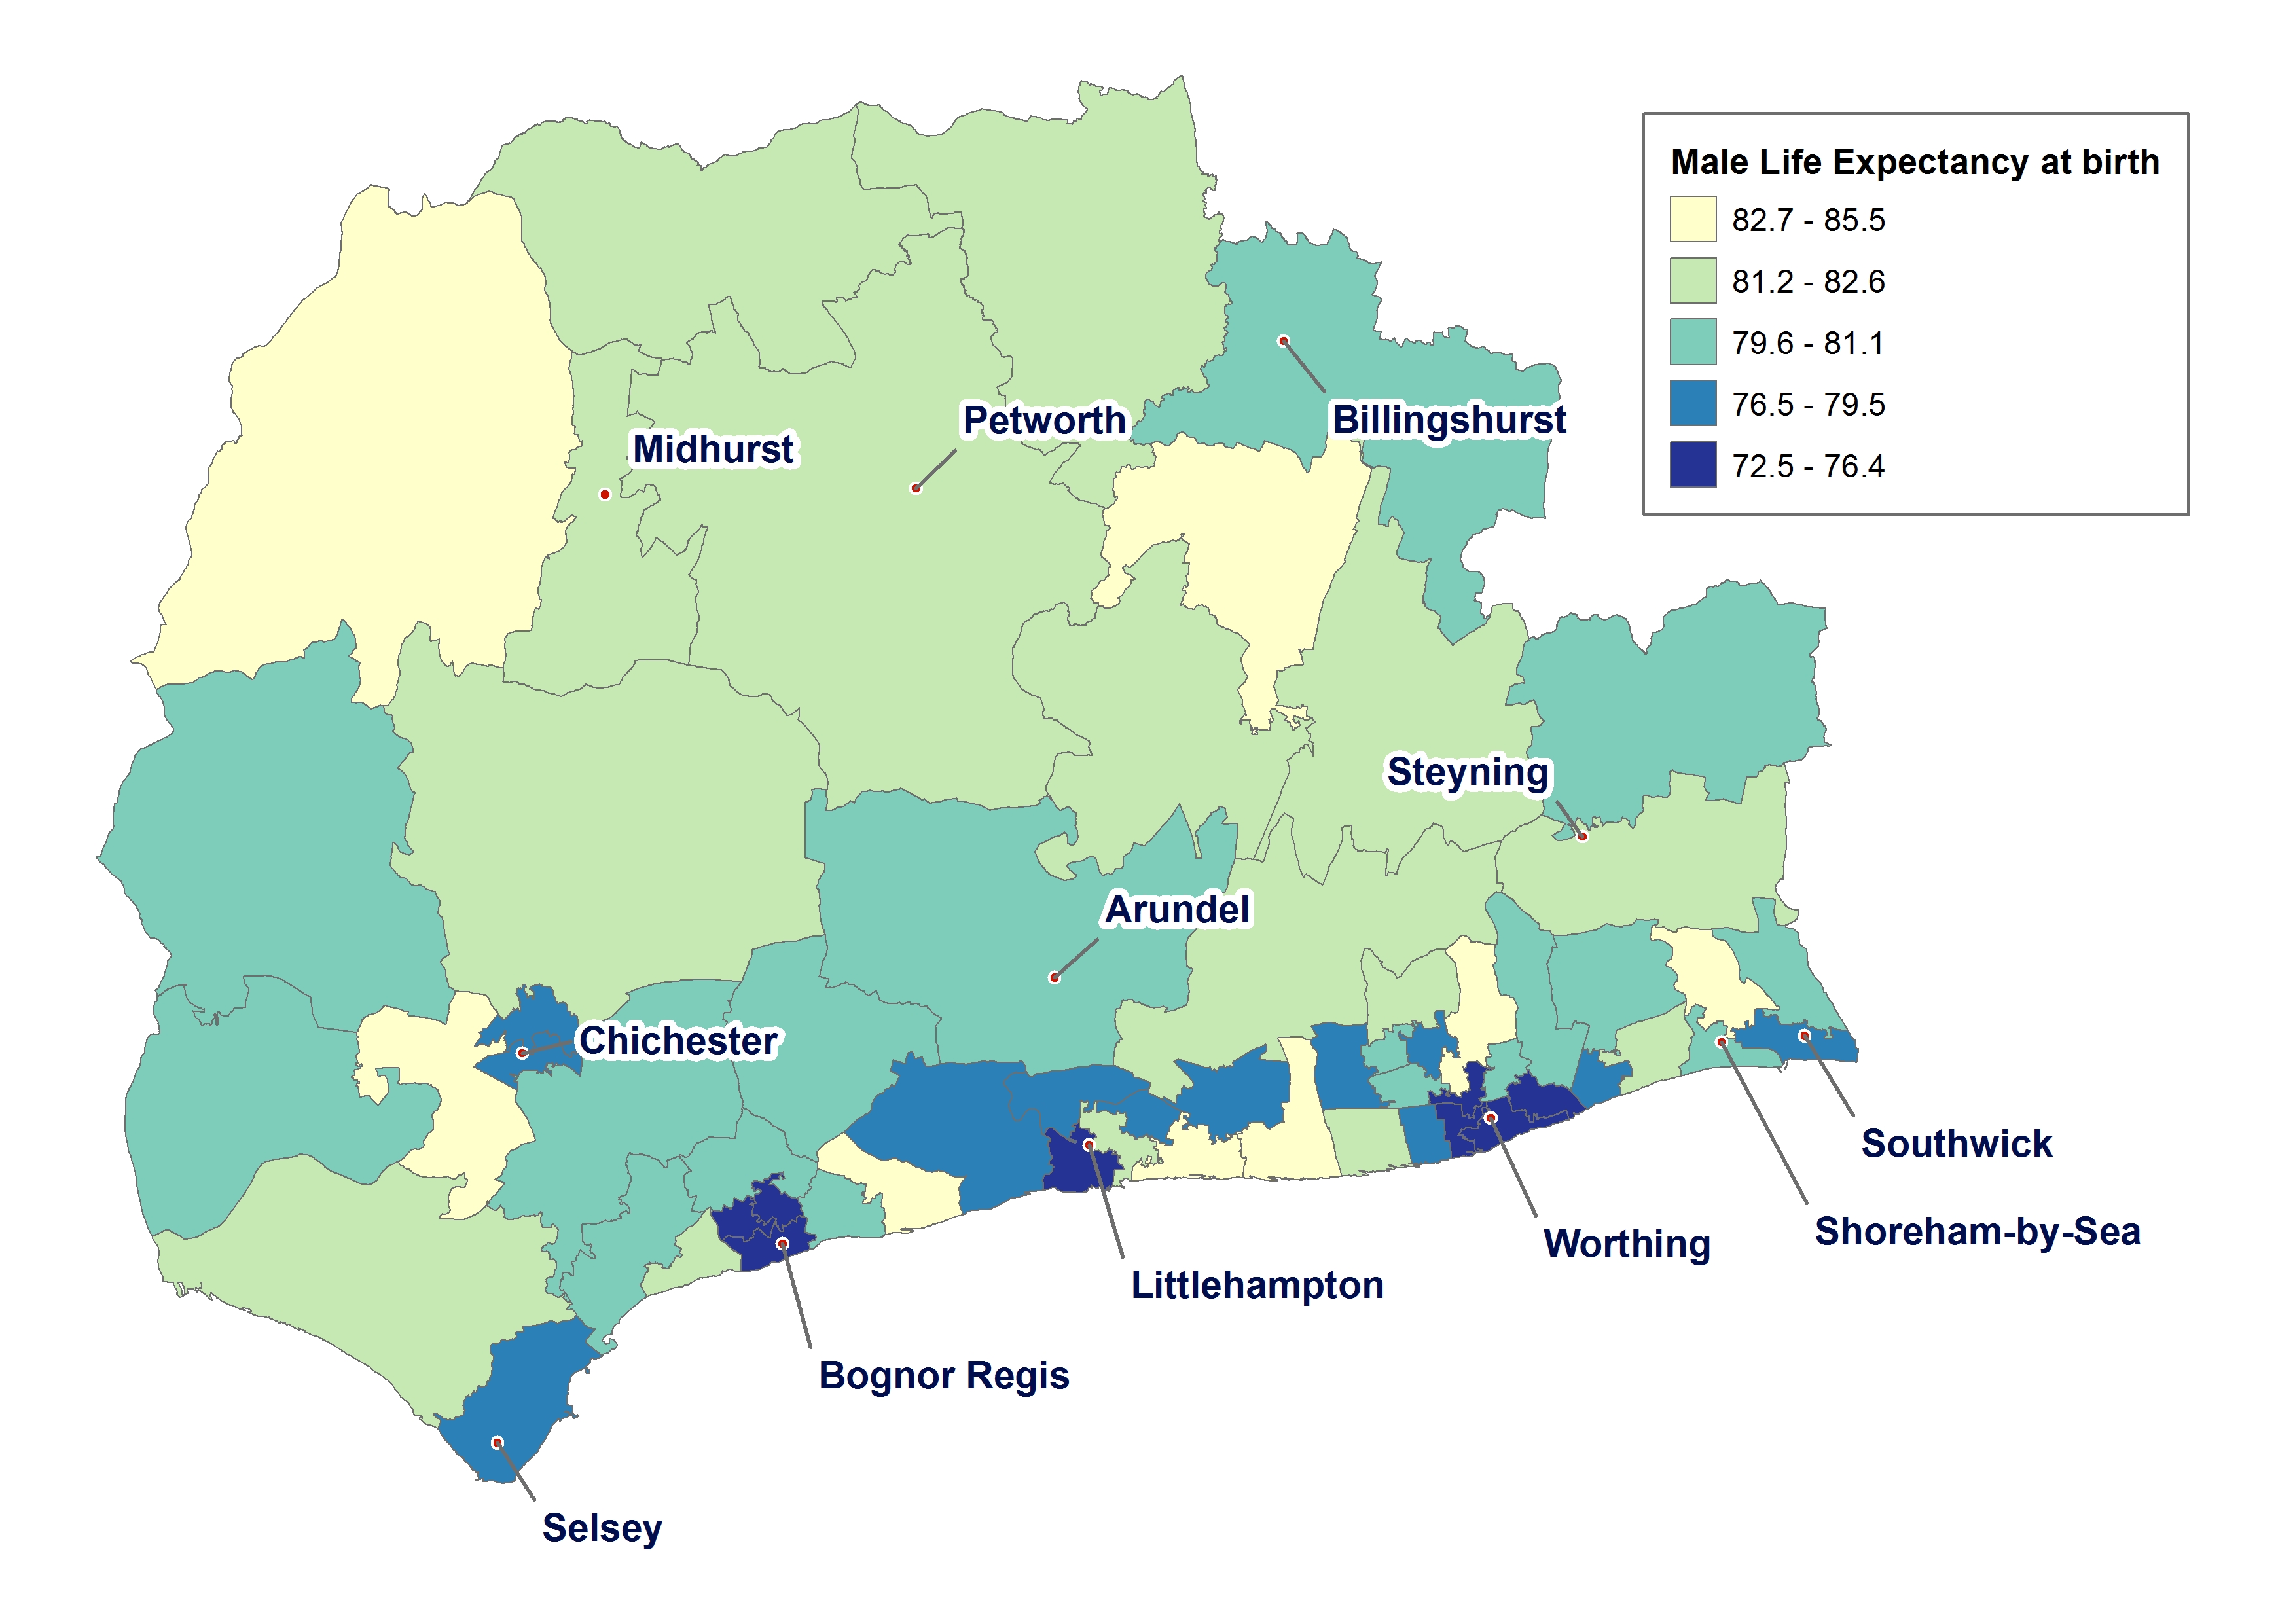 Male Life Expectancy at birth
82.7 - 85.5
81.2 - 82.6
79.6 - 81.1
76.5 - 79.5
72.5 - 76.4
Petworth
Billingshurst
Midhurst
Steyning
Arundel
Chichester
Southwick
Shoreham-by-Sea
Worthing
Littlehampton
Bognor Regis
Selsey